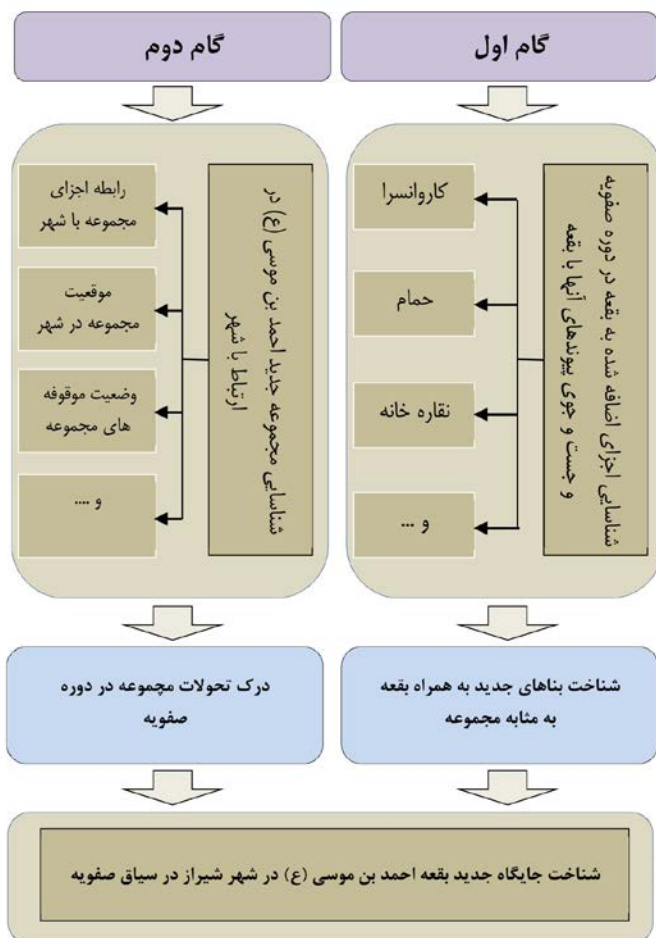 گام اول
شناسایی اجزای اضافه شده به بقعه در دوره صفویه
و جست و جوی پیوندهای آنها با بقعه
کاروانسرا
حمام
نقاره خانه
و ...
شناخت بناهای جدید به همراه بقعه
به مثابه مجموعه
گام دوم
شناسایی مجموعه جدید احمد بن موسی (ع) در
ارتباط با شهر
رابطه اجزای
مجموعه با شهر
موقعیت
مجموعه در شهر
وضعیت موقوفه
های مجموعه
و ....
درک تحولات مجموعه در دوره
صفویه
شناخت جایگاه جدید بقعه احمد بن موسی (ع) در شهر شیراز در سیاق صفویه